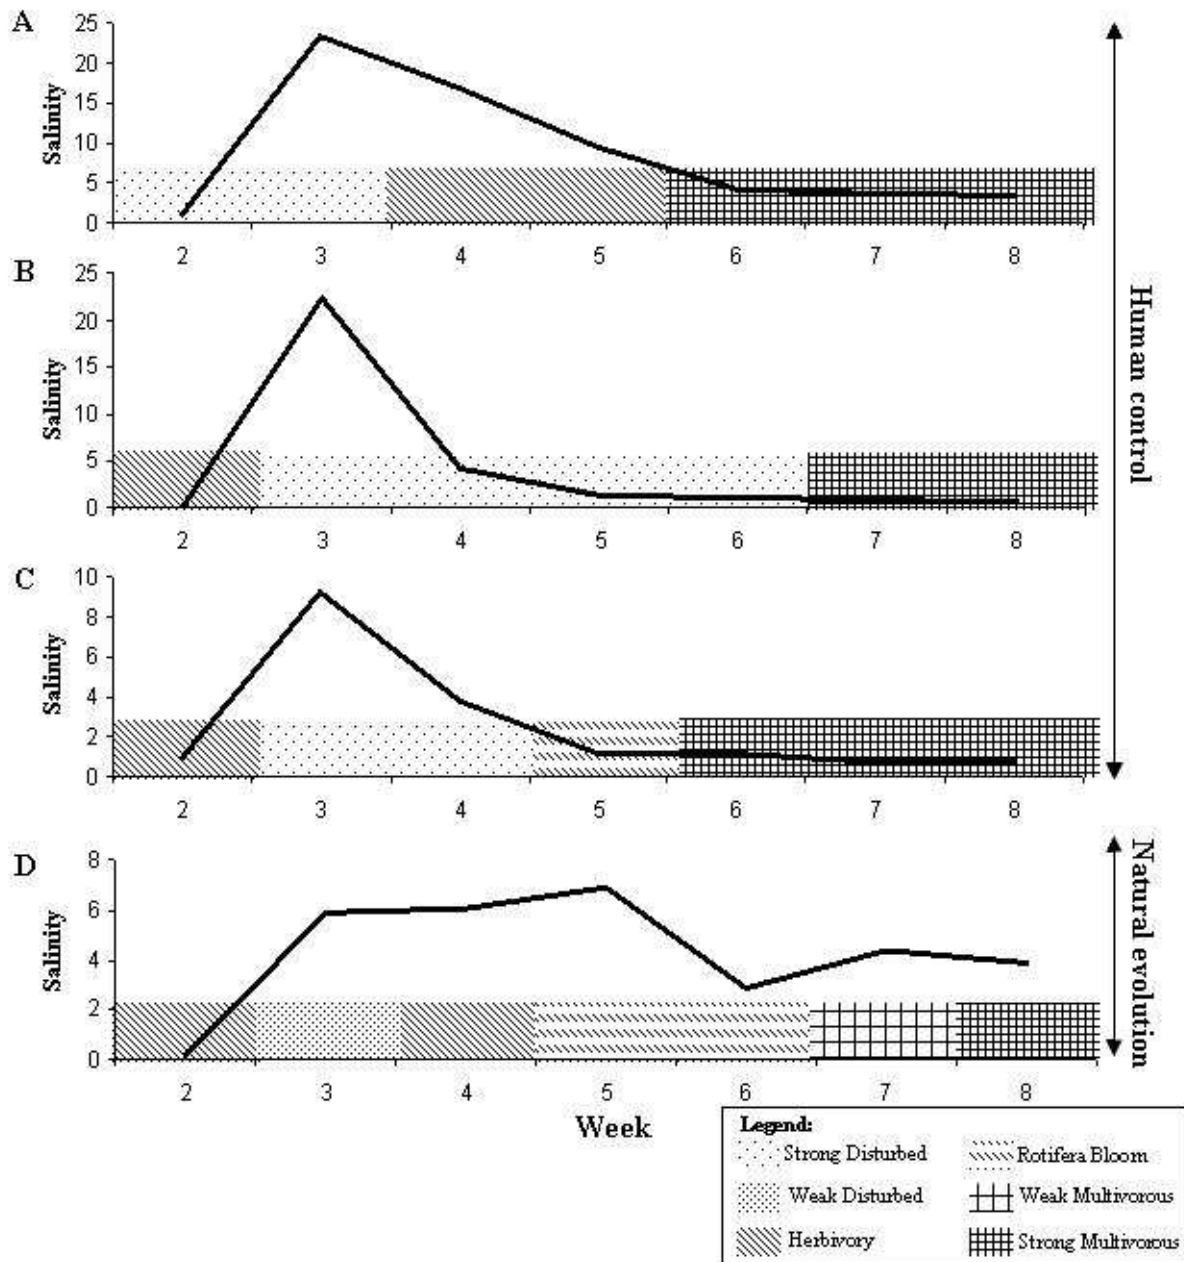 A
25
20
15
10
5
0
Salinity
2 3 4 5 6 7 8
B
25
20
15
10
5
0
Salinity
2 3 4 5 6 7 8
C
10
8
6
4
2
0
Salinity
2 3 4 5 6 7 8
Human control
D
8
6
4
2
0
Salinity
2 3 4 5 6 7 8
Week
Natural evolution
Legend:
Strong Disturbed
Rotifera Bloom
Weak Disturbed
Weak Multivorous
Herbivory
Strong Multivorous